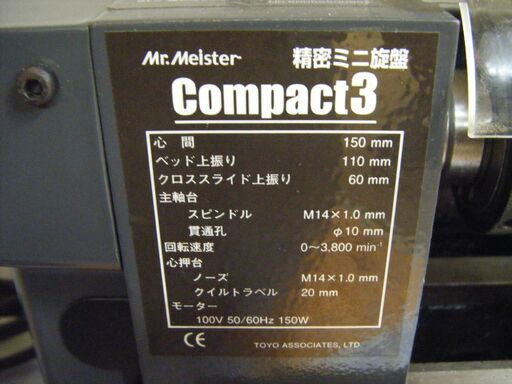 Mr.Meister 精密ミニ旋盤
Compact3
心 間 150 mm
ベッド上振り 110 mm
クロススライド上振り 60 mm
主軸台
スピンドル M14×1.0 mm
貫通孔 φ10 mm
回転速度 0〜3,800 min⁻¹
心押台
ノーズ M14×1.0 mm
クイルトラベル 20 mm
モーター
100V 50/60Hz 150W
CE TOYO ASSOCIATES, LTD.